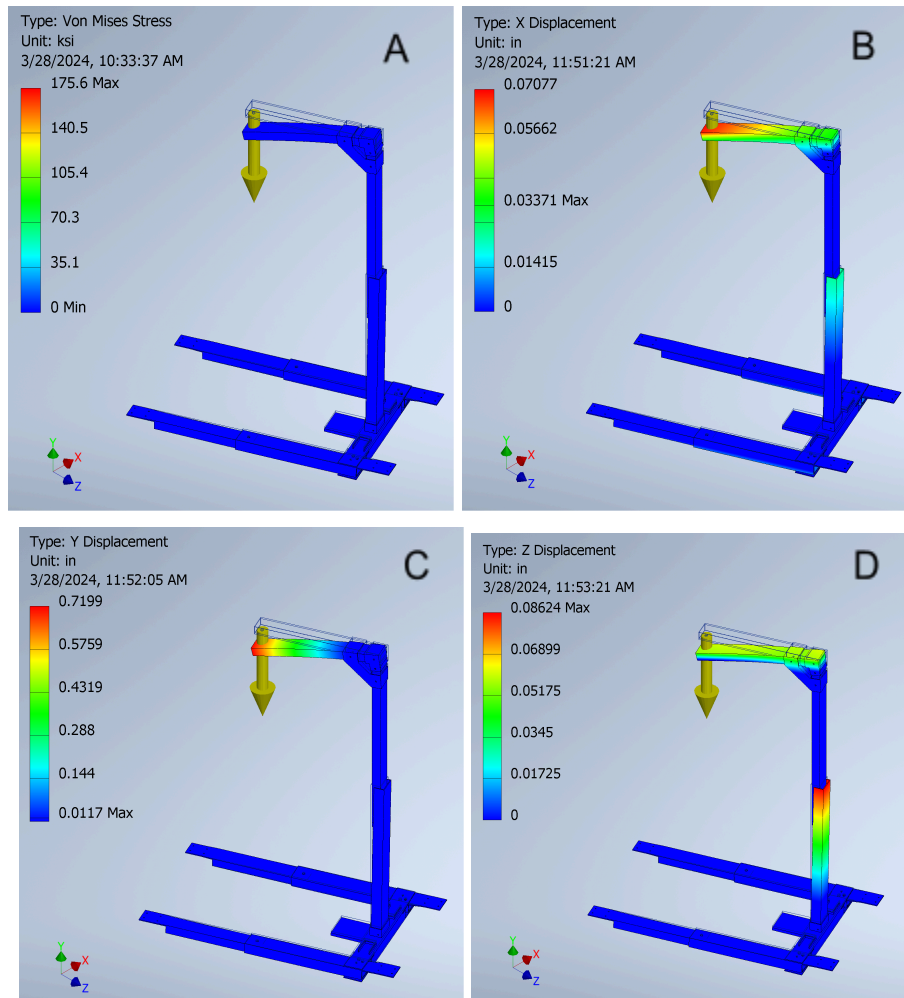 Type: Von Mises Stress
Unit: ksi
3/28/2024, 10:33:37 AM
A
175.6 Max
140.5
105.4
70.3
35.1
0 Min
Y
X
Z
Type: X Displacement
Unit: in
3/28/2024, 11:51:21 AM
B
0.07077
0.05662
0.03371 Max
0.01415
0
Y
X
Z
Type: Y Displacement
Unit: in
3/28/2024, 11:52:05 AM
C
0.7199
0.5759
0.4319
0.288
0.144
0.0117 Max
Y
X
Z
Type: Z Displacement
Unit: in
3/28/2024, 11:53:21 AM
D
0.08624 Max
0.06899
0.05175
0.0345
0.01725
0
Y
X
Z